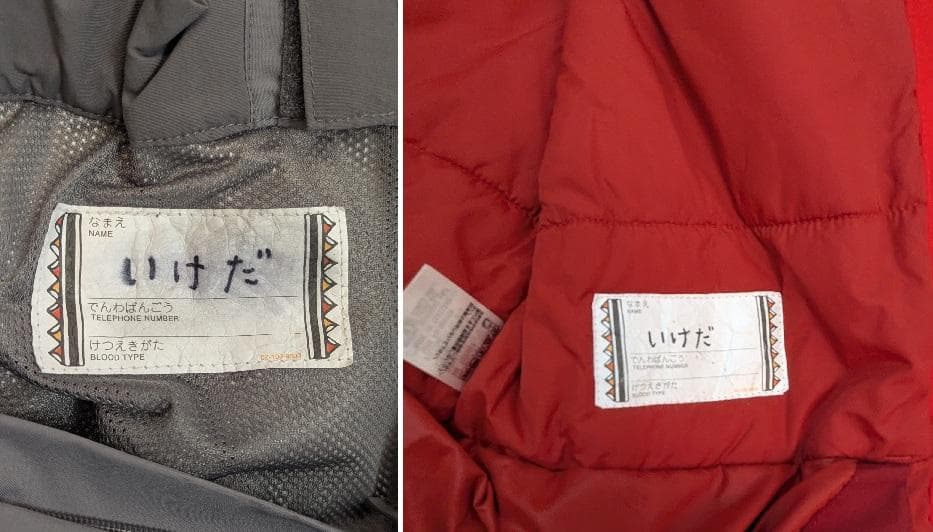 なまえ
NAME
いけだ
でんわばんごう
TELEPHONE NUMBER
けつえきがた
BLOOD TYPE
なまえ
NAME
いけだ
でんわばんごう
TELEPHONE NUMBER
けつえきがた
BLOOD TYPE